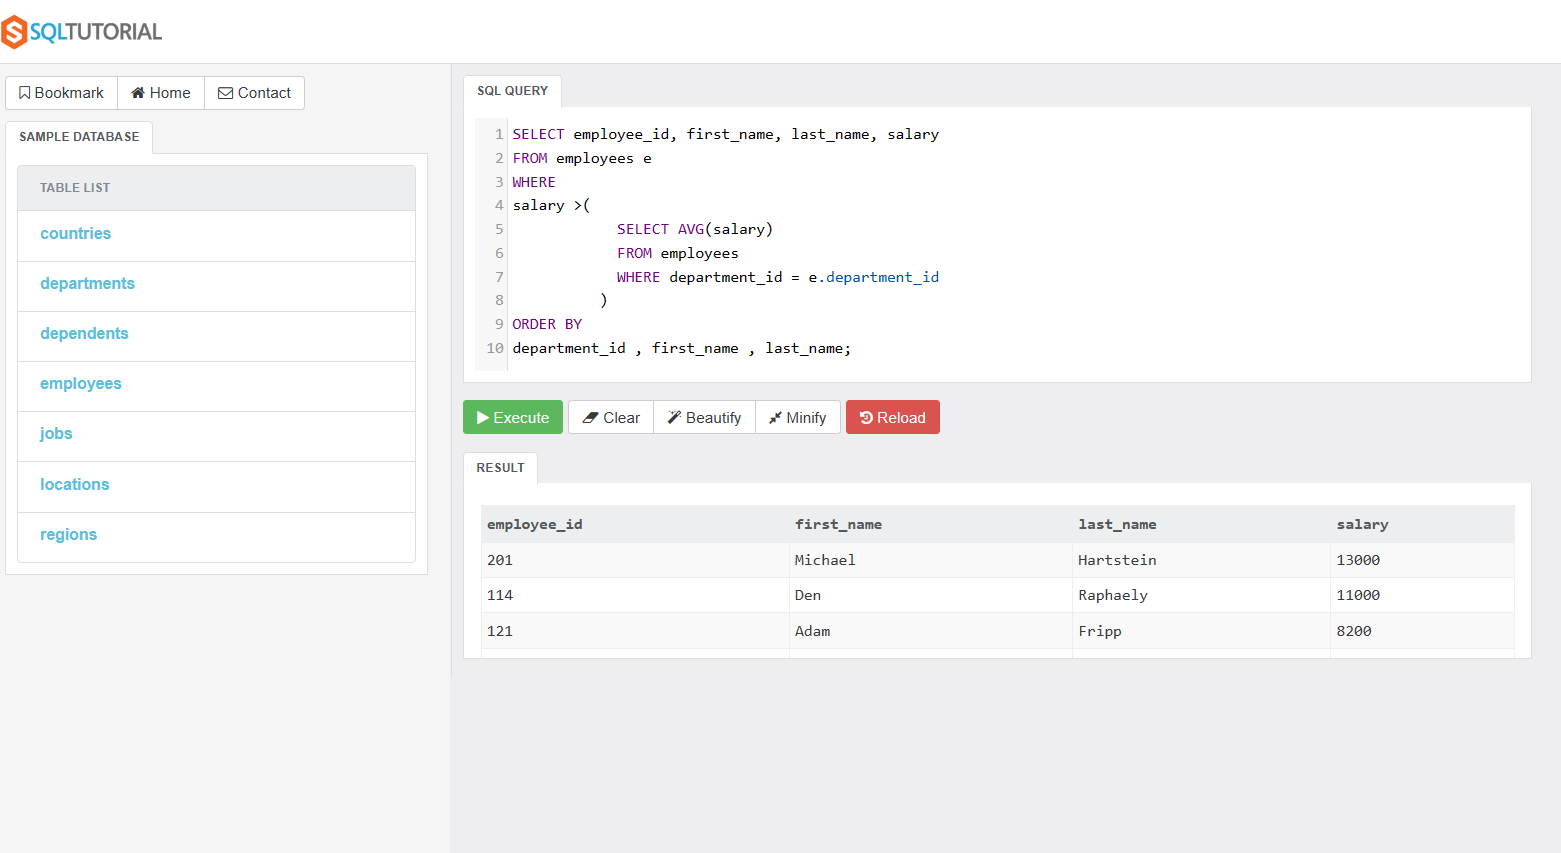 SQLTUTORIAL
Bookmark Home Contact
SAMPLE DATABASE
TABLE LIST
countries
departments
dependents
employees
jobs
locations
regions
SQL QUERY
1 SELECT employee_id, first_name, last_name, salary
2 FROM employees e
3 WHERE
4 salary >(
5 SELECT AVG(salary)
6 FROM employees
7 WHERE department_id = e.department_id
8 )
9 ORDER BY
10 department_id , first_name , last_name;
Execute Clear Beautify Minify Reload
RESULT
employee_id first_name last_name salary
201 Michael Hartstein 13000
114 Den Raphaely 11000
121 Adam Fripp 8200